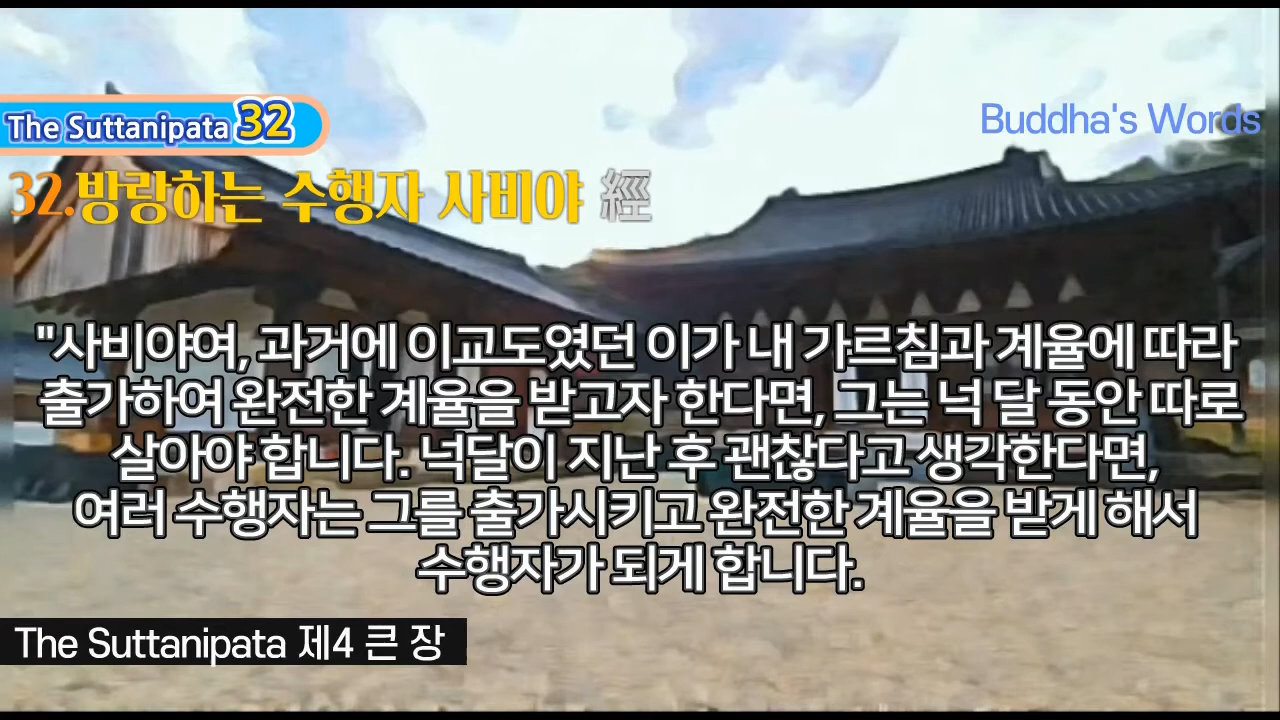 The Suttanipata 32
Buddha's Words
32.방랑하는 수행자 사비야 經
"사비야여, 과거에 이교도였던 이가 내 가르침과 계율에 따라
출가하여 완전한 계율을 받고자 한다면, 그는 넉 달 동안 따로
살아야 합니다. 넉달이 지난 후 괜찮다고 생각한다면,
여러 수행자는 그를 출가시키고 완전한 계율을 받게 해서
수행자가 되게 합니다.
The Suttanipata 제4 큰 장